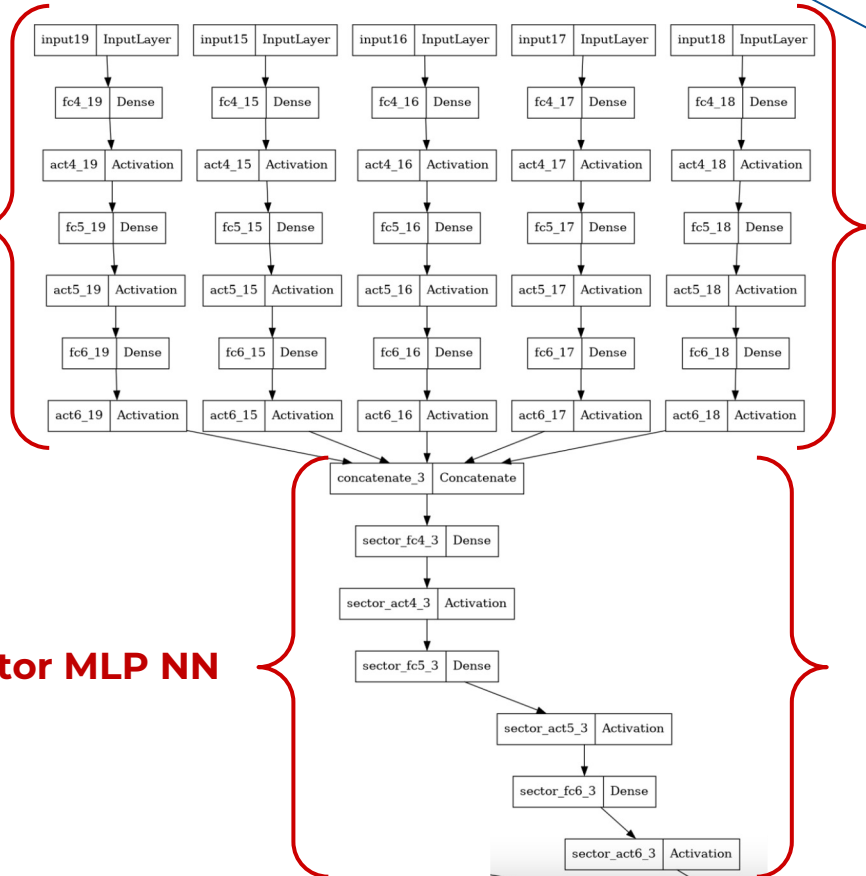 input19 InputLayer input15 InputLayer input16 InputLayer input17 InputLayer input18 InputLayer
fc4_19 Dense fc4_15 Dense fc4_16 Dense fc4_17 Dense fc4_18 Dense
act4_19 Activation act4_15 Activation act4_16 Activation act4_17 Activation act4_18 Activation
fc5_19 Dense fc5_15 Dense fc5_16 Dense fc5_17 Dense fc5_18 Dense
act5_19 Activation act5_15 Activation act5_16 Activation act5_17 Activation act5_18 Activation
fc6_19 Dense fc6_15 Dense fc6_16 Dense fc6_17 Dense fc6_18 Dense
act6_19 Activation act6_15 Activation act6_16 Activation act6_17 Activation act6_18 Activation
concatenate_3 Concatenate
sector_fc4_3 Dense
sector_act4_3 Activation
tor MLP NN
sector_fc5_3 Dense
sector_act5_3 Activation
sector_fc6_3 Dense
sector_act6_3 Activation